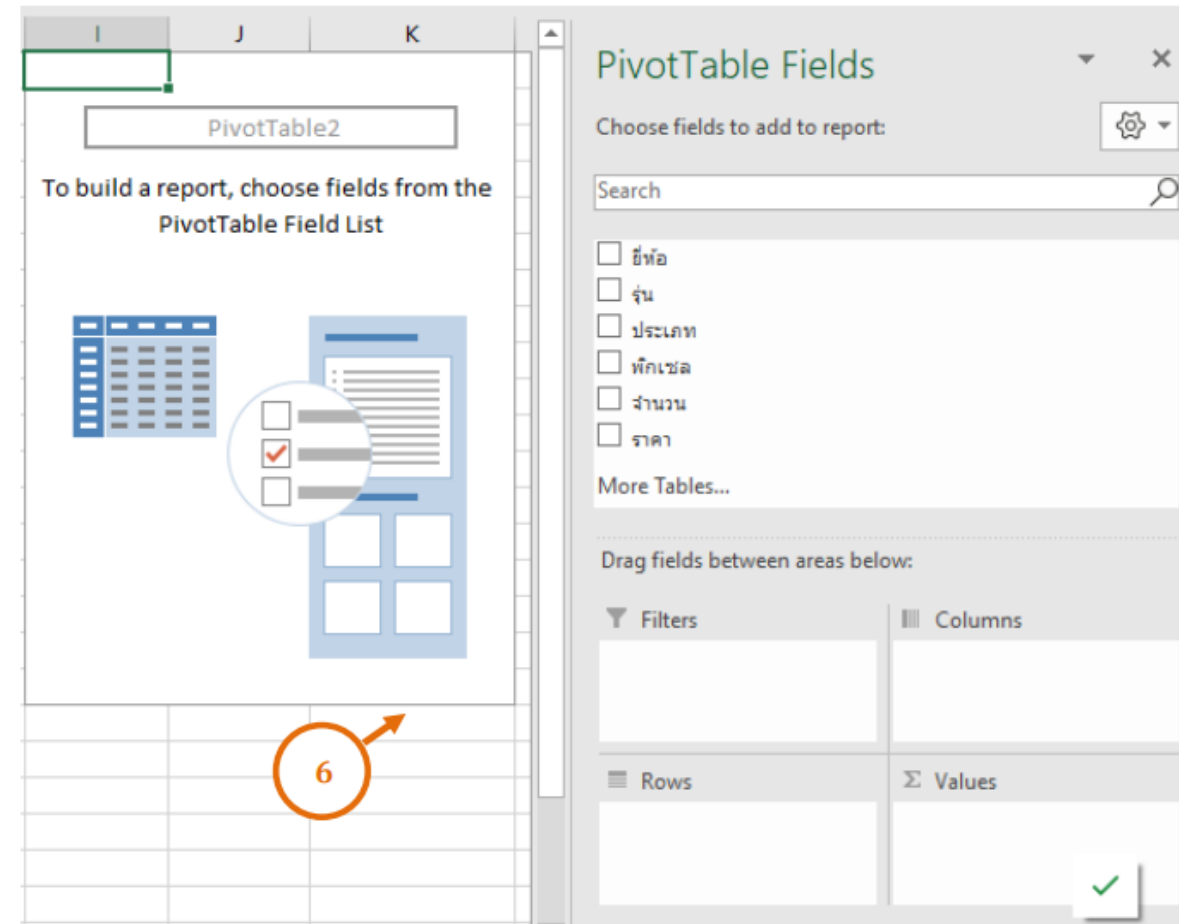 I J K
PivotTable2
To build a report, choose fields from the
PivotTable Field List
6
PivotTable Fields
Choose fields to add to report:
Search
ยี่ห้อ
รุ่น
ประเภท
พิกเซล
จำนวน
ราคา
More Tables...
Drag fields between areas below:
Filters
Columns
Rows
Σ Values